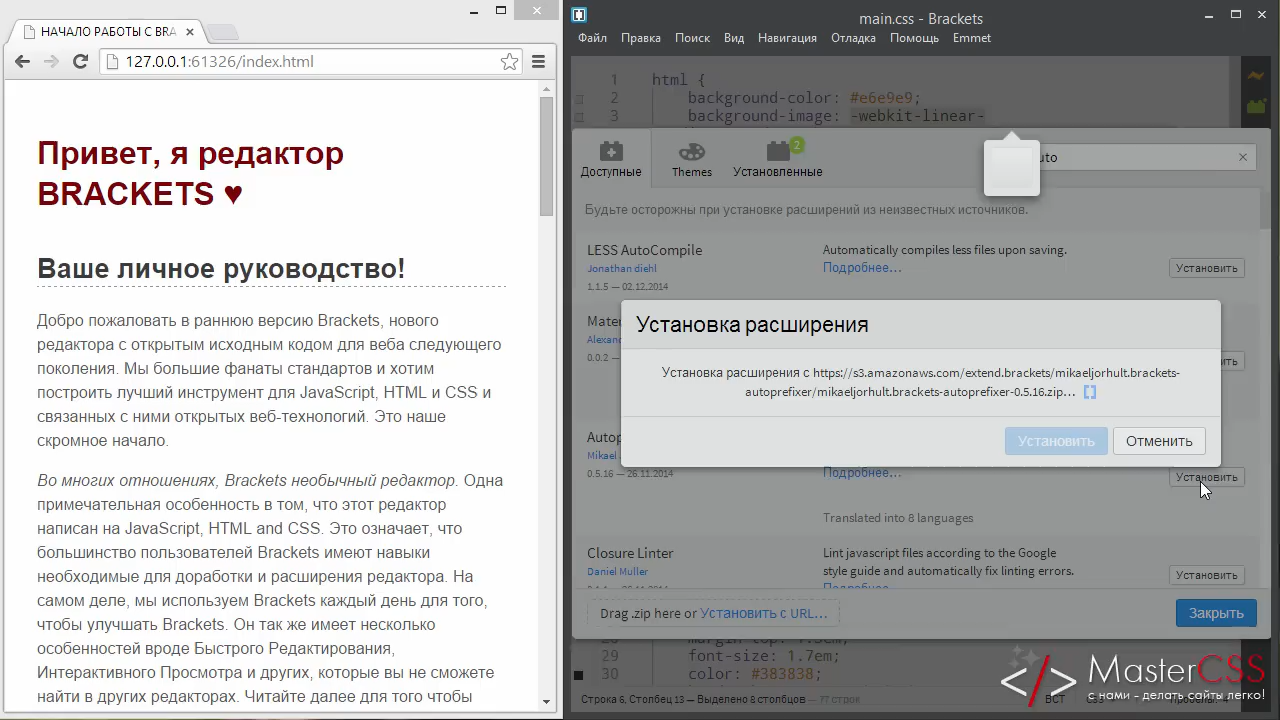 НАЧАЛО РАБОТЫ С BRA
127.0.0.1:61326/index.html
Привет, я редактор
BRACKETS ♥
Ваше личное руководство!
Добро пожаловать в раннюю версию Brackets, нового
редактора с открытым исходным кодом для веба следующего
поколения. Мы большие фанаты стандартов и хотим
построить лучший инструмент для JavaScript, HTML и CSS и
связанных с ними открытых веб-технологий. Это наше
скромное начало.
Во многих отношениях, Brackets необычный редактор. Одна
примечательная особенность в том, что этот редактор
написан на JavaScript, HTML and CSS. Это означает, что
большинство пользователей Brackets имеют навыки
необходимые для доработки и расширения редактора. На
самом деле, мы используем Brackets каждый день для того,
чтобы улучшать Brackets. Он так же имеет несколько
особенностей вроде Быстрого Редактирования,
Интерактивного Просмотра и других, которые вы не сможете
найти в других редакторах. Читайте далее для того чтобы
main.css - Brackets
Файл Правка Поиск Вид Навигация Отладка Помощь Emmet
1 html {
2 background-color: #e6e9e9;
3 background-image: -webkit-linear-
Доступные
Themes
2
Установленные
uto
Будьте осторожны при установке расширений из неизвестных источников.
LESS AutoCompile
Jonathan diehl
1.1.5 — 02.12.2014
Automatically compiles less files upon saving.
Подробнее...
Установить
Mate
Alexan
0.0.2 —
Установка расширения
Установка расширения с https://s3.amazonaws.com/extend.brackets/mikaeljorhult.brackets-
autoprefixer/mikaeljorhult.brackets-autoprefixer-0.5.16.zip...
Установить
Отменить
Autop
Mikael
0.5.16 — 26.11.2014
Подробнее...
Установить
Translated into 8 languages
Closure Linter
Daniel Muller
Lint javascript files according to the Google
style guide and automatically fix linting errors.
Подробнее...
Установить
Drag .zip here or Установить с URL...
Закрыть
font-size: 1.7em;
30 color: #383838;
Строка 6, Столбец 13 — Выделено 8 столбцов — 77 строк
ВСТ
MasterCSS
с нами - делать сайты легко!